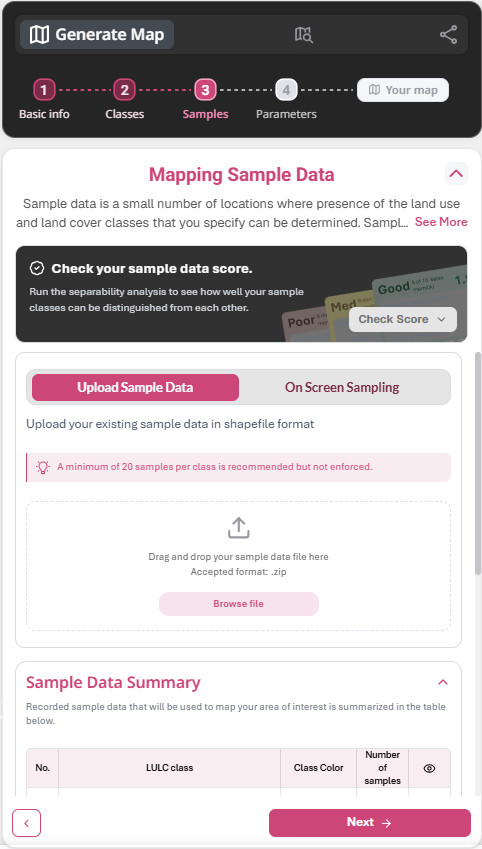 Generate Map
1 2 3 4 Your map
Basic info Classes Samples Parameters
Mapping Sample Data
Sample data is a small number of locations where presence of the land use
and land cover classes that you specify can be determined. Sampl... See More
Check your sample data score.
Run the separability analysis to see how well your sample
classes can be distinguished from each other.
Poor
Med
Good
Check Score
Upload Sample Data On Screen Sampling
Upload your existing sample data in shapefile format
A minimum of 20 samples per class is recommended but not enforced.
Drag and drop your sample data file here
Accepted format: .zip
Browse file
Sample Data Summary
Recorded sample data that will be used to map your area of interest is summarized in the table
below.
No. LULC class Class Color Number of samples
Next